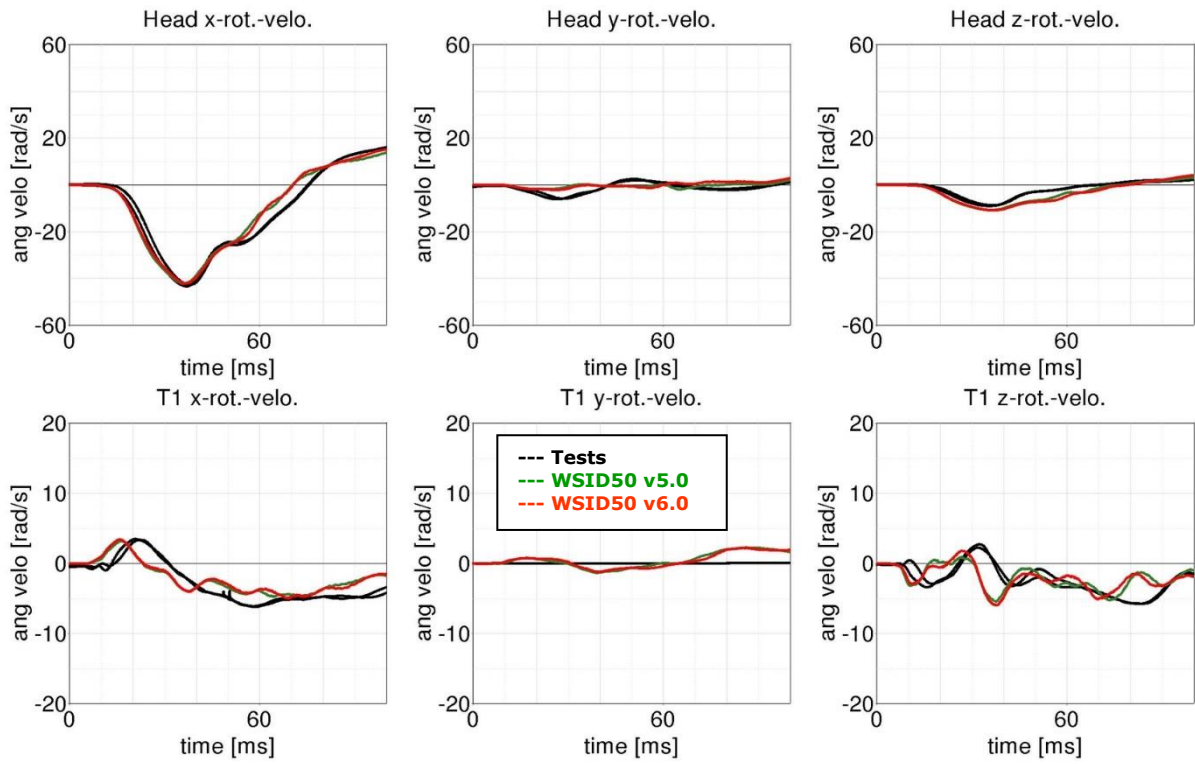 Head x-rot.-velo.
60
20
-20
-60
ang velo [rad/s]
0
60
time [ms]
Head y-rot.-velo.
60
20
-20
-60
ang velo [rad/s]
0
60
time [ms]
Head z-rot.-velo.
60
20
-20
-60
ang velo [rad/s]
0
60
time [ms]
T1 x-rot.-velo.
20
10
0
-10
-20
ang velo [rad/s]
0
60
time [ms]
T1 y-rot.-velo.
20
10
0
-10
-20
ang velo [rad/s]
--- Tests
--- WSID50 v5.0
--- WSID50 v6.0
0
60
time [ms]
T1 z-rot.-velo.
20
10
0
-10
-20
ang velo [rad/s]
0
60
time [ms]